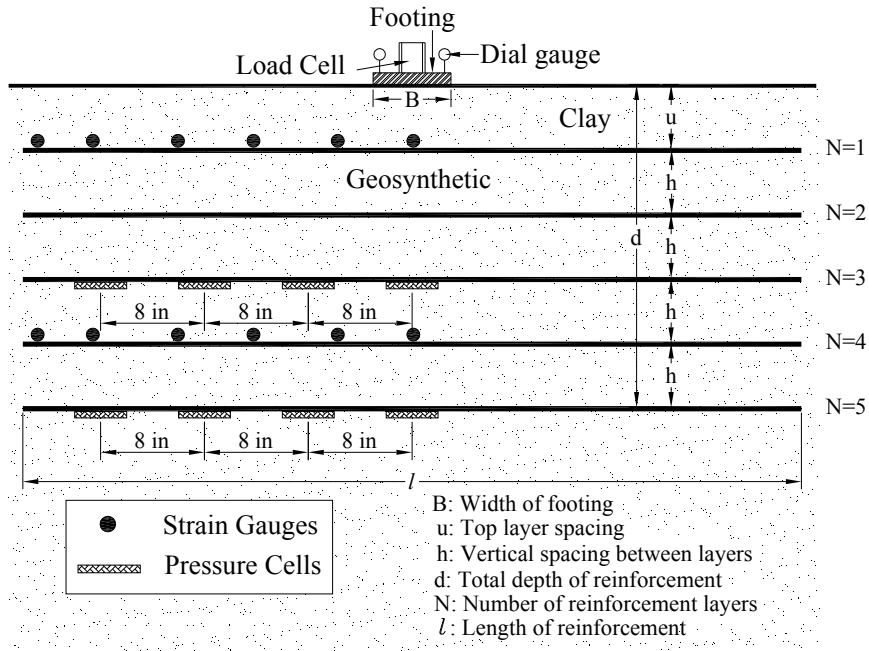 Footing
Load Cell
Dial gauge
B
Clay
u
N=1
Geosynthetic
h
N=2
d
h
N=3
8 in 8 in 8 in
h
N=4
h
N=5
8 in 8 in 8 in
l
Strain Gauges
Pressure Cells
B: Width of footing
u: Top layer spacing
h: Vertical spacing between layers
d: Total depth of reinforcement
N: Number of reinforcement layers
l: Length of reinforcement